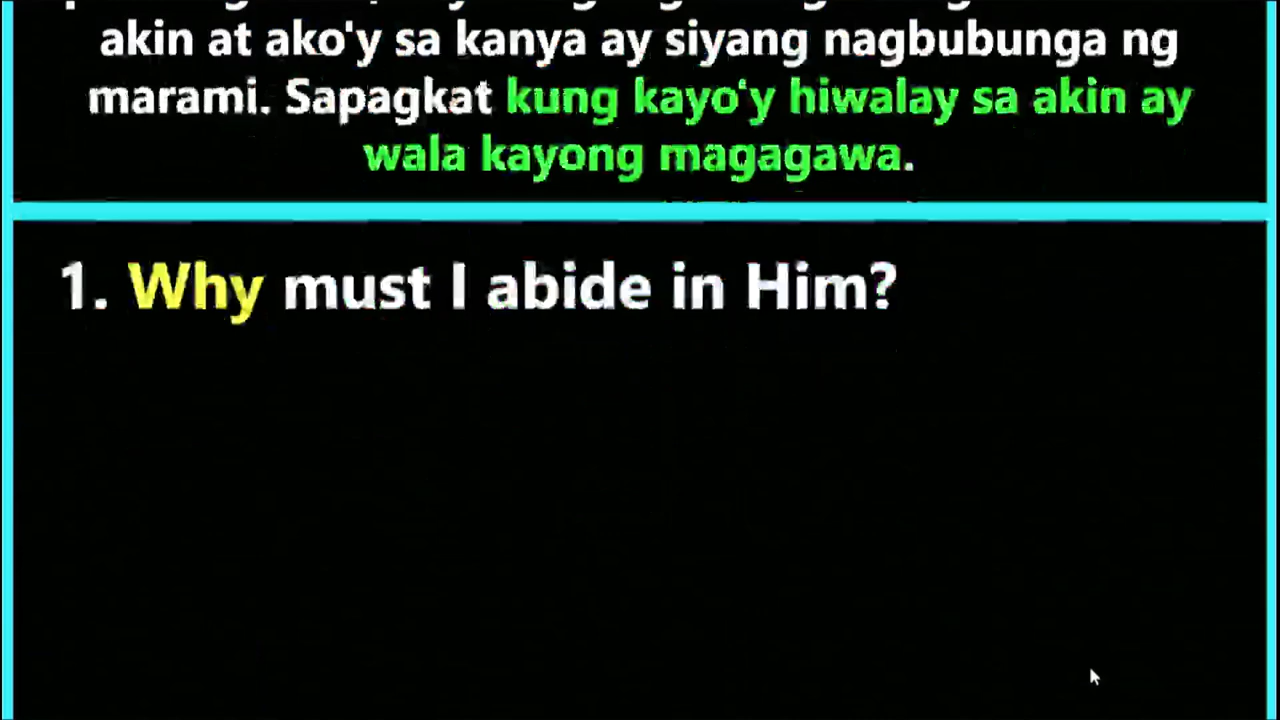 akin at ako'y sa kanya ay siyang nagbubunga ng
marami. Sapagkat kung kayo‘y hiwalay sa akin ay
wala kayong magagawa.
1. Why must I abide in Him?